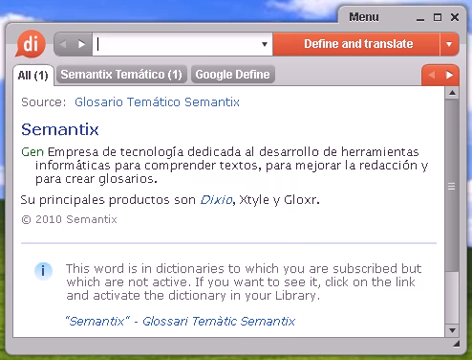 Menu
di
Define and translate
All (1)
Semantix Temático (1)
Google Define
Source: Glosario Temático Semantix
Semantix
Gen Empresa de tecnología dedicada al desarrollo de herramientas
informáticas para comprender textos, para mejorar la redacción y
para crear glosarios.
Su principales productos son Dixio, Xtyle y Gloxr.
© 2010 Semantix
i
This word is in dictionaries to which you are subscribed but
which are not active. If you want to see it, click on the link
and activate the dictionary in your Library.
"Semantix" - Glossari Temàtic Semantix